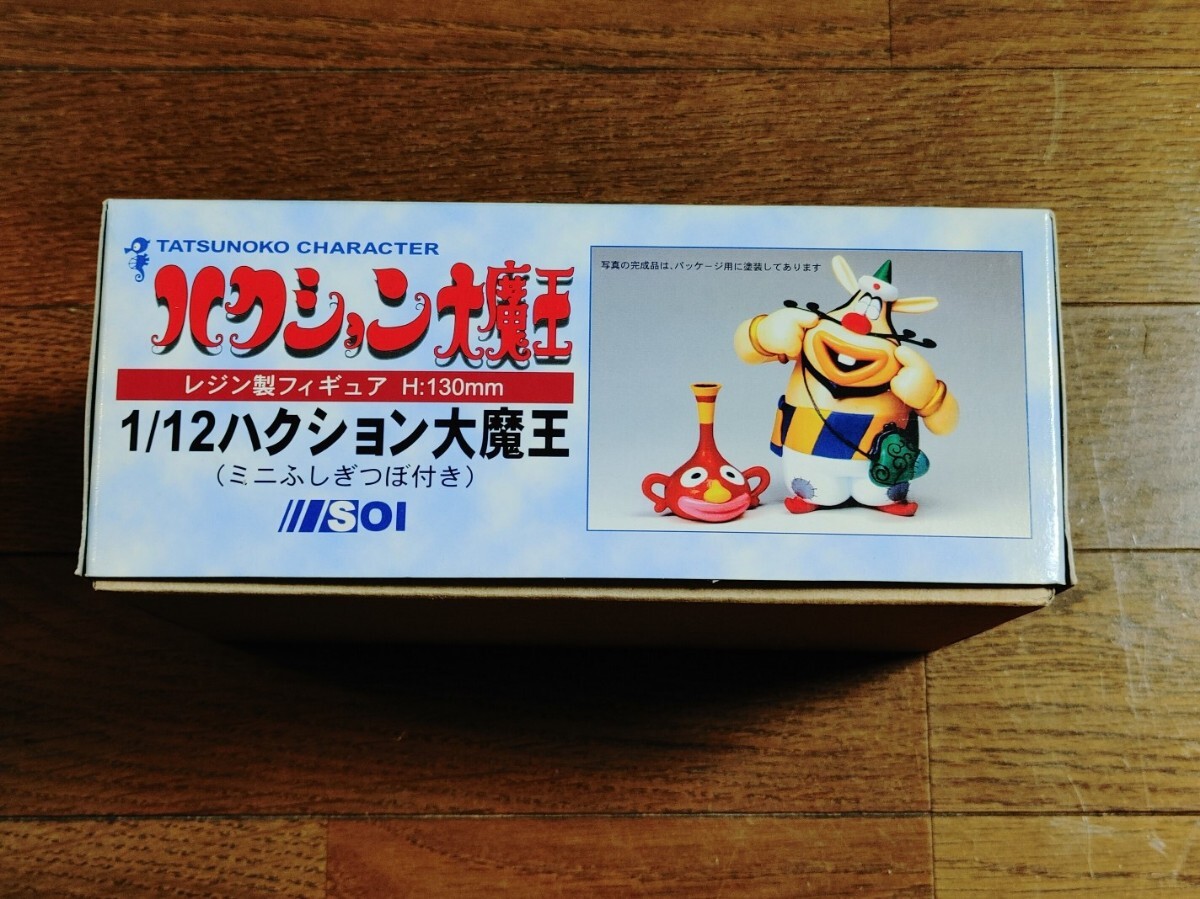 TATSUNOKO CHARACTER
ハクション大魔王
レジン製フィギュア H:130mm
1/12ハクション大魔王
(ミニふしぎつぼ付き)
SOI
写真の完成品は、パッケージ用に塗装してあります